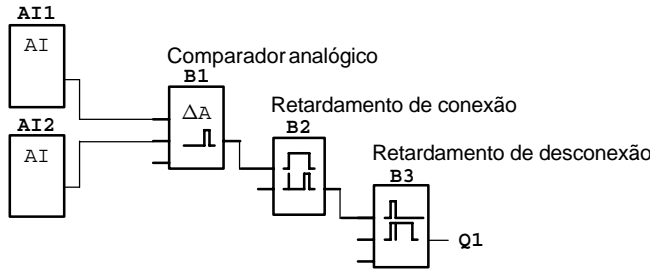 AI1
AI
Comparador analógico
B1
ΔA
AI2
AI
Retardamento de conexão
B2
Retardamento de desconexão
B3
Q1